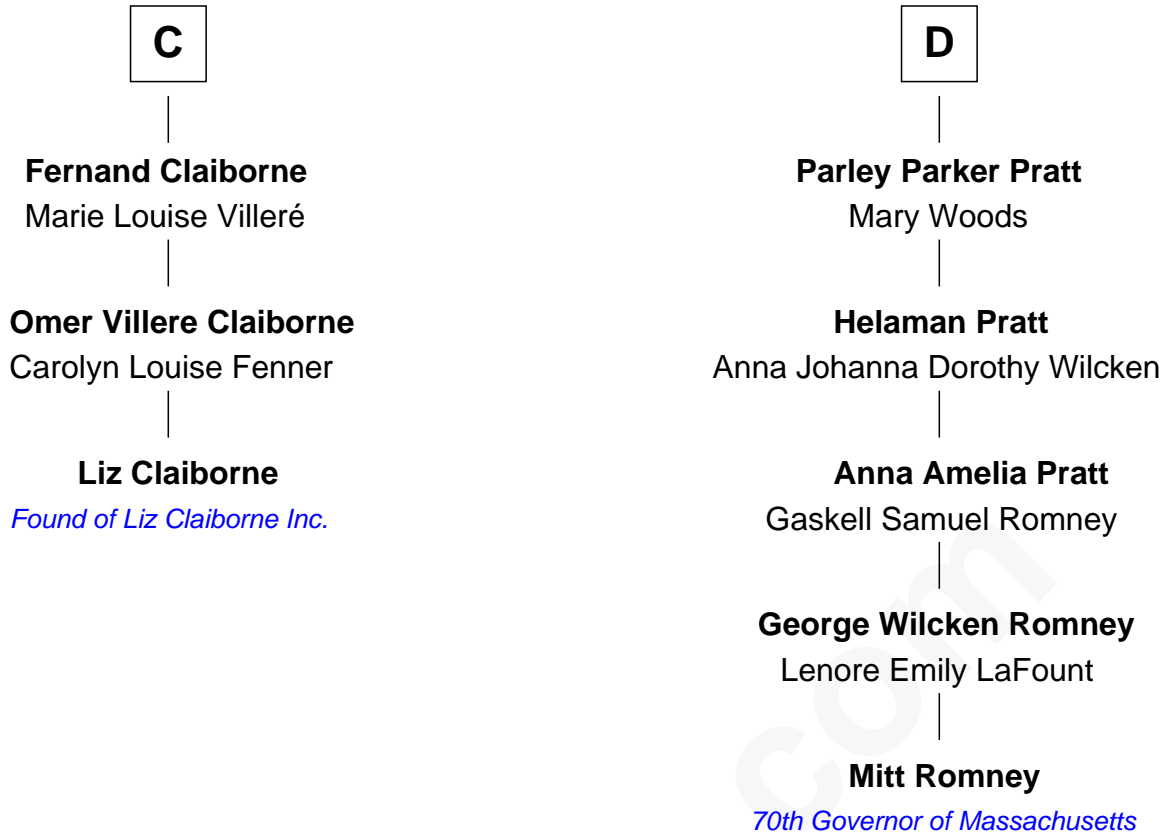 C
Fernand Claiborne
Marie Louise Villeré
Omer Villere Claiborne
Carolyn Louise Fenner
Liz Claiborne
Found of Liz Claiborne Inc.
D
Parley Parker Pratt
Mary Woods
Helaman Pratt
Anna Johanna Dorothy Wilcken
Anna Amelia Pratt
Gaskell Samuel Romney
George Wilcken Romney
Lenore Emily LaFount
Mitt Romney
70th Governor of Massachusetts
com